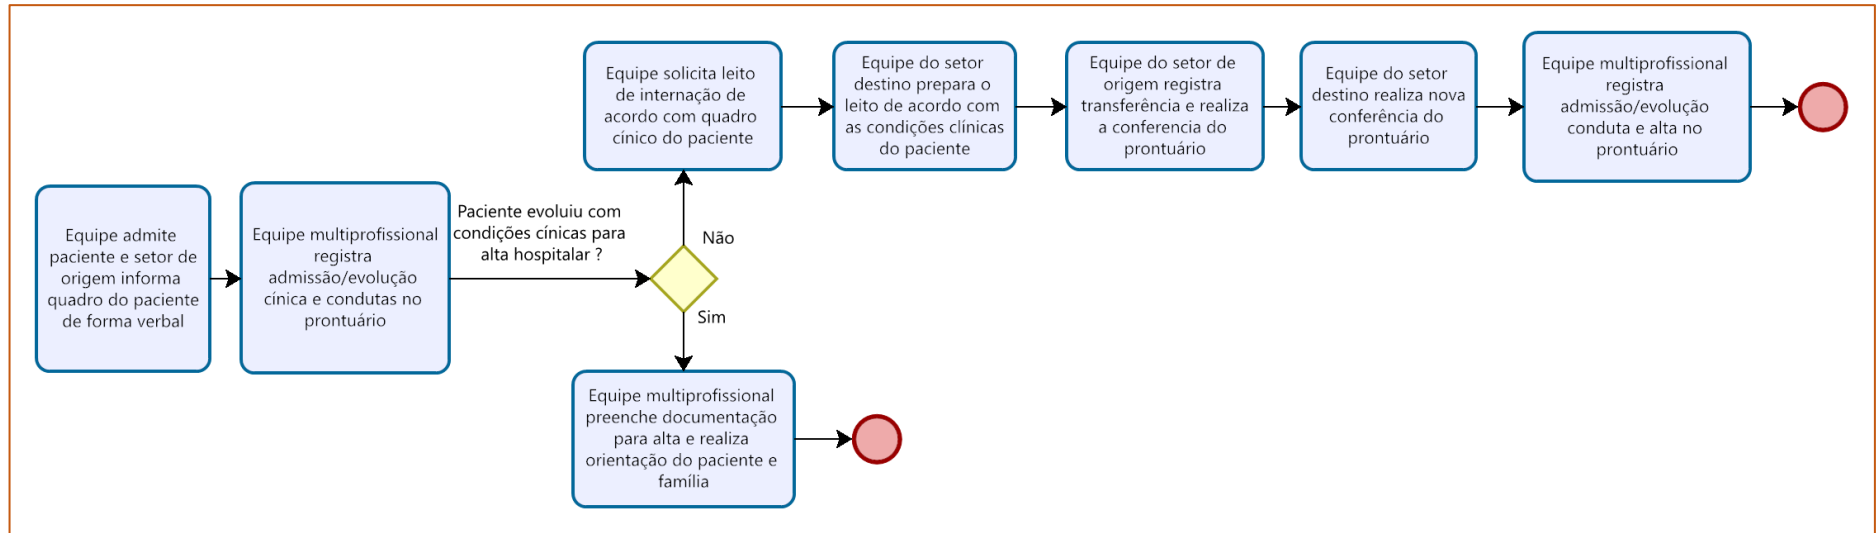 Equipe admite
paciente e setor de
origem informa
quadro do paciente
de forma verbal
Equipe multiprofissional
registra
admissão/evolução
cínica e condutas no
prontuário
Paciente evoluiu com
condições cínicas para
alta hospitalar ?
Não
Sim
Equipe solicita leito
de internação de
acordo com quadro
cínico do paciente
Equipe do setor
destino prepara o
leito de acordo com
as condições clínicas
do paciente
Equipe do setor de
origem registra
transferência e realiza
a conferencia do
prontuário
Equipe do setor
destino realiza nova
conferência do
prontuário
Equipe multiprofissional
registra
admissão/evolução
conduta e alta no
prontuário
Equipe multiprofissional
preenche documentação
para alta e realiza
orientação do paciente e
família